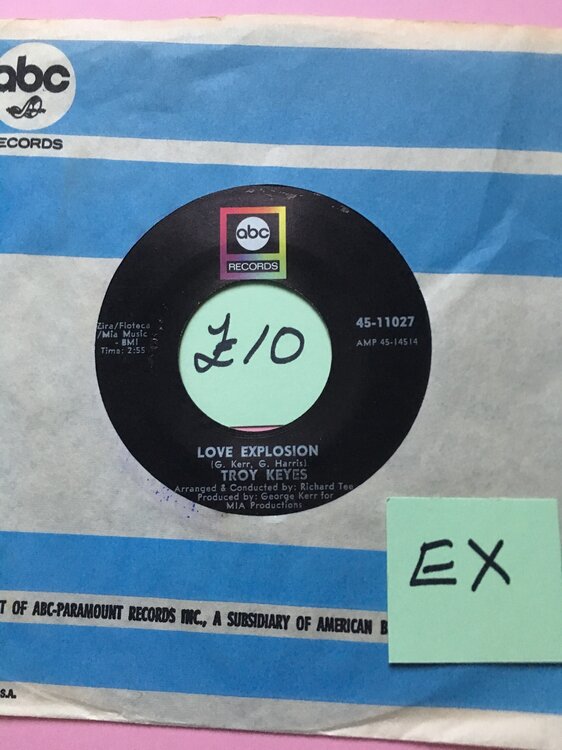 abc
ECORDS
abc
RECORDS
Zira/Floteca
/Mia Music
- BMI
Time: 2:55
45-11027
AMP 45-14514
£10
LOVE EXPLOSION
(G. Kerr, G. Harris)
TROY KEYES
Arranged & Conducted by: Richard Tee
Produced by: George Kerr for
MIA Productions
EX
T OF ABC-PARAMOUNT RECORDS INC., A SUBSIDIARY OF AMERICAN B
S.A.